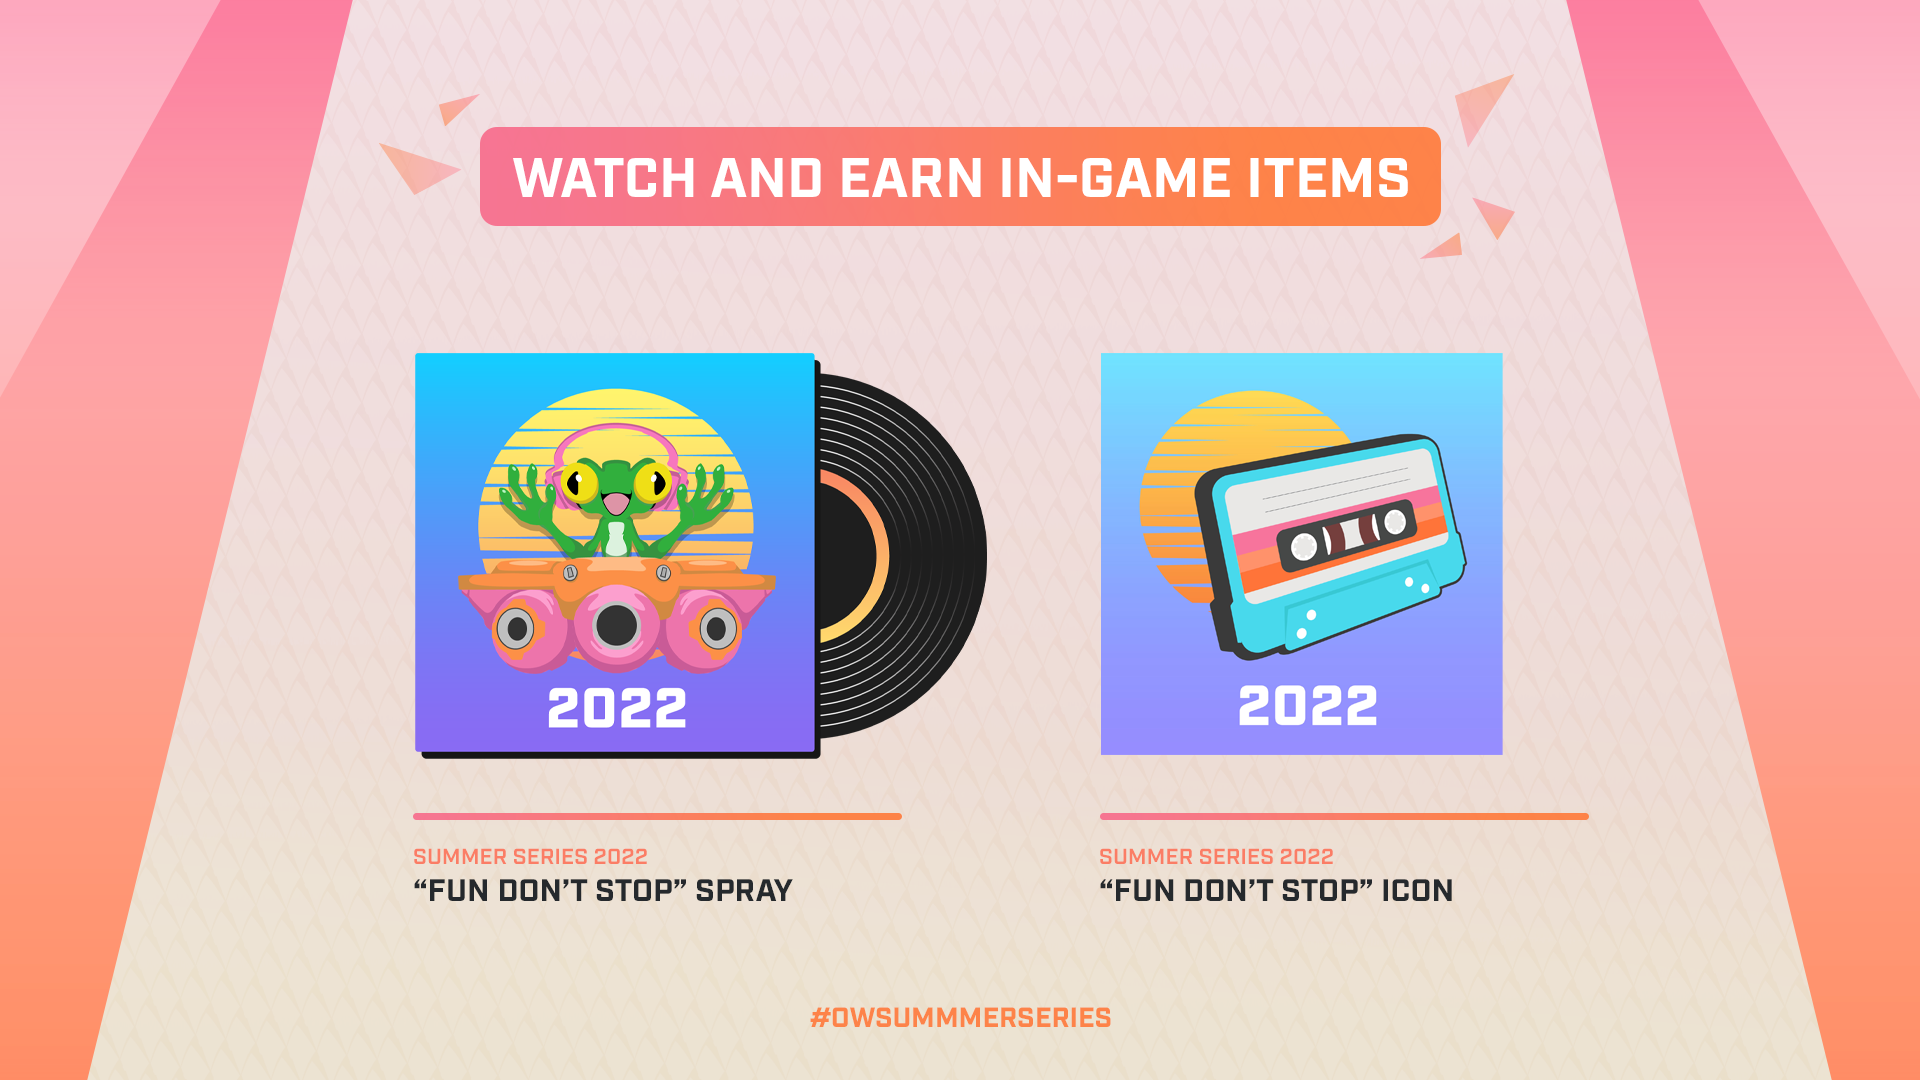 WATCH AND EARN IN-GAME ITEMS
2022
2022
SUMMER SERIES 2022
“FUN DON’T STOP” SPRAY
SUMMER SERIES 2022
“FUN DON’T STOP” ICON
#OWSUMMMERSERIES